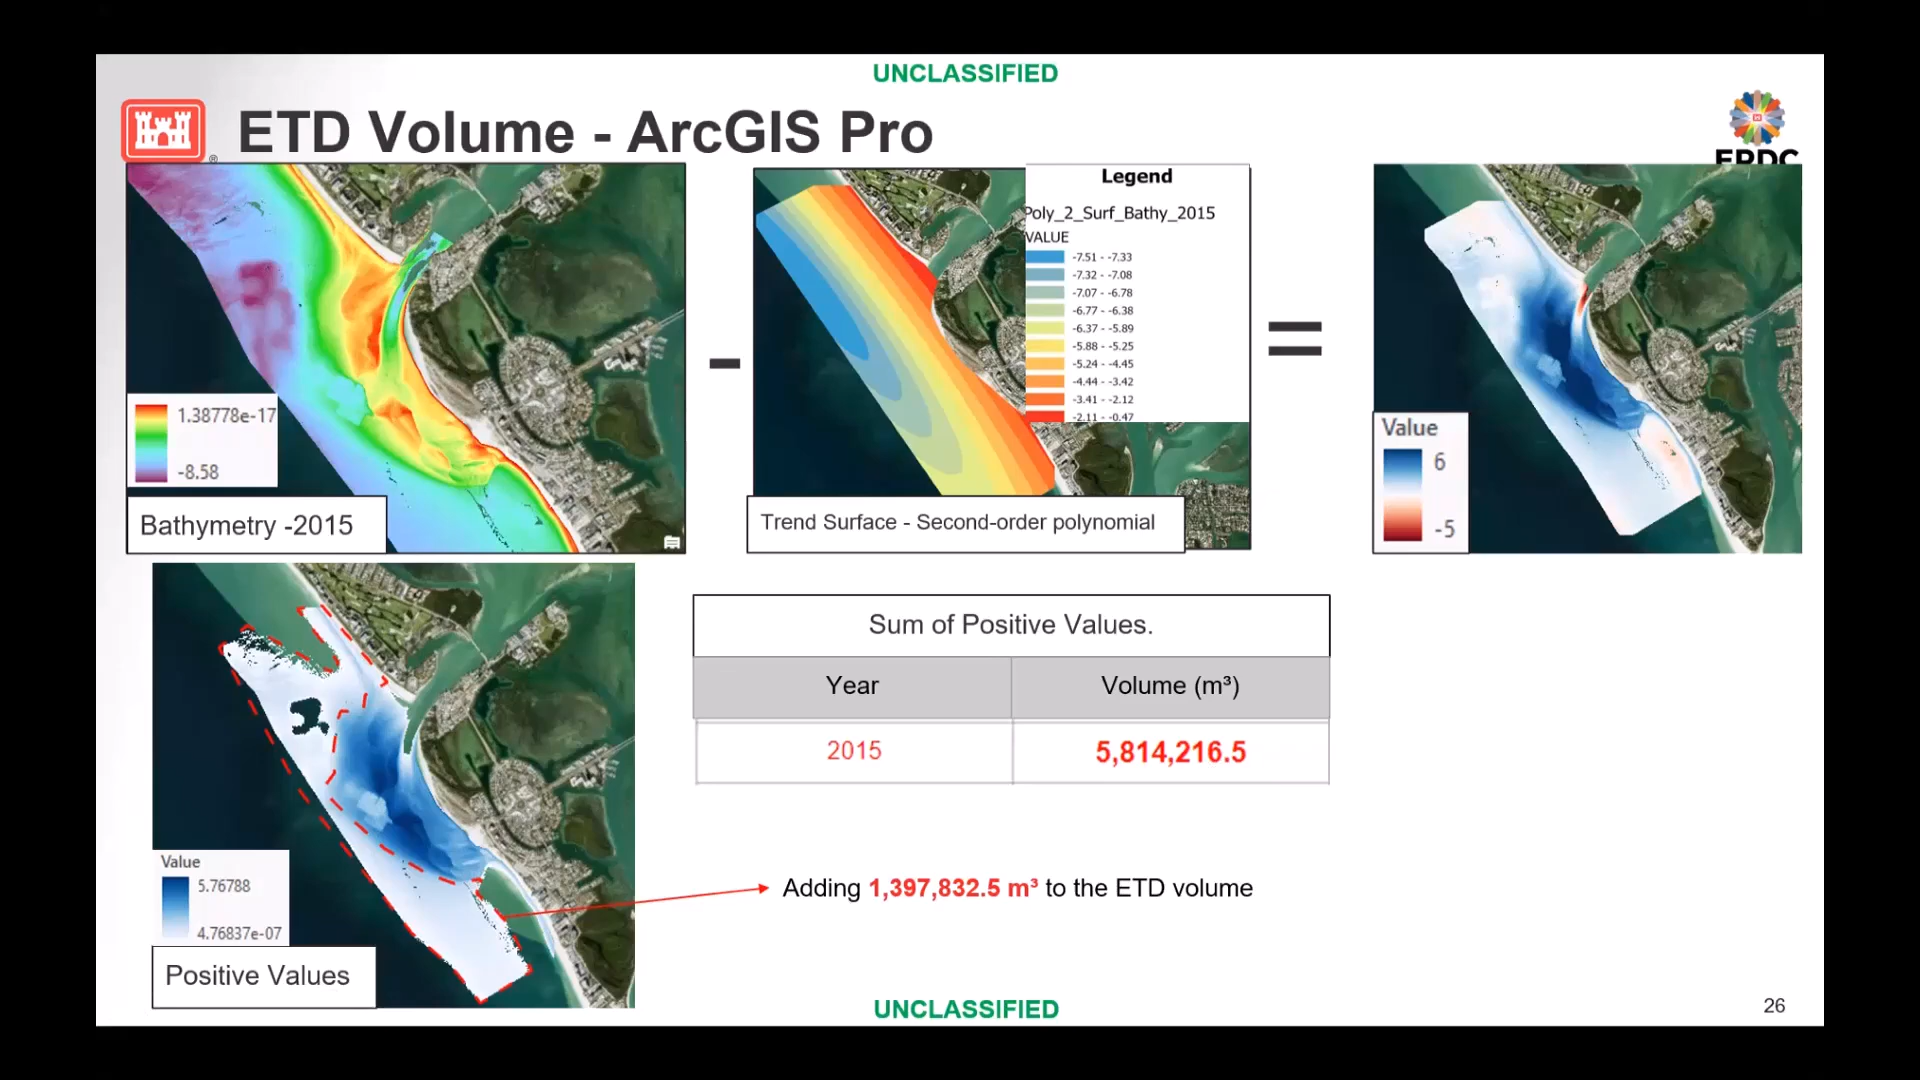 UNCLASSIFIED
ETD Volume - ArcGIS Pro
®
ERDC
1.38778e-17
-8.58
Bathymetry -2015
-
Legend
Poly_2_Surf_Bathy_2015
VALUE
-7.51 - -7.33
-7.32 - -7.08
-7.07 - -6.78
-6.77 - -6.38
-6.37 - -5.89
-5.88 - -5.25
-5.24 - -4.45
-4.44 - -3.42
-3.41 - -2.12
-2.11 - -0.47
Trend Surface - Second-order polynomial
=
Value
6
-5
Value
5.76788
4.76837e-07
Positive Values
Sum of Positive Values.
Year Volume (m³)
2015 5,814,216.5
Adding 1,397,832.5 m³ to the ETD volume
UNCLASSIFIED
26